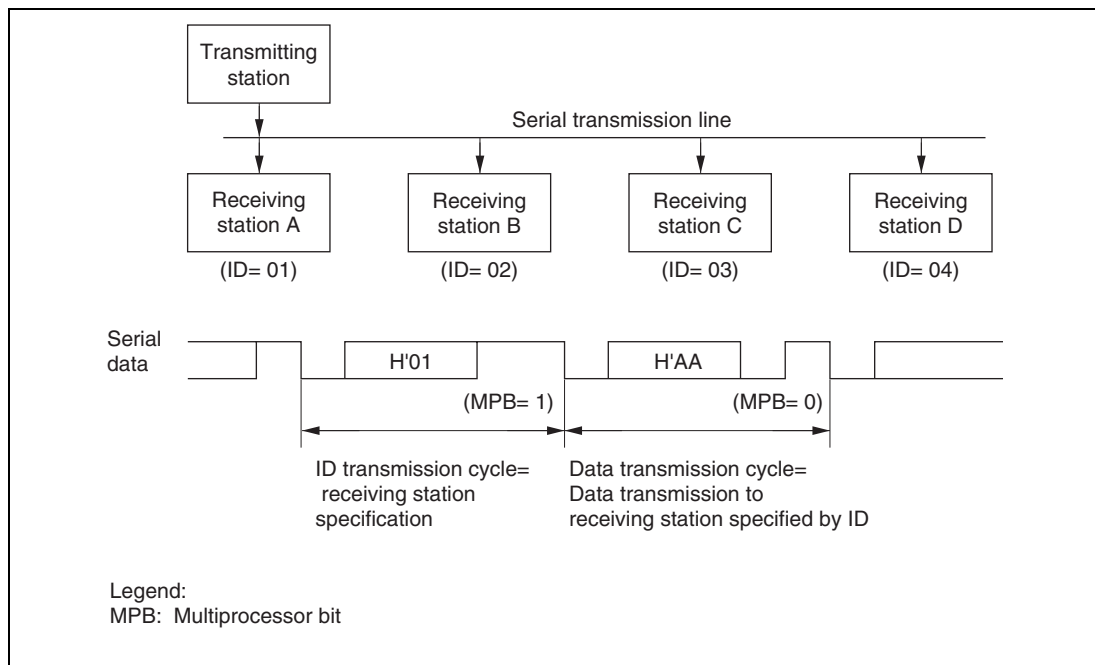 Transmitting
station
Serial transmission line
Receiving
station A
Receiving
station B
Receiving
station C
Receiving
station D
(ID= 01)
(ID= 02)
(ID= 03)
(ID= 04)
Serial
data
H'01
H'AA
(MPB= 1)
(MPB= 0)
ID transmission cycle=
receiving station
specification
Data transmission cycle=
Data transmission to
receiving station specified by ID
Legend:
MPB: Multiprocessor bit